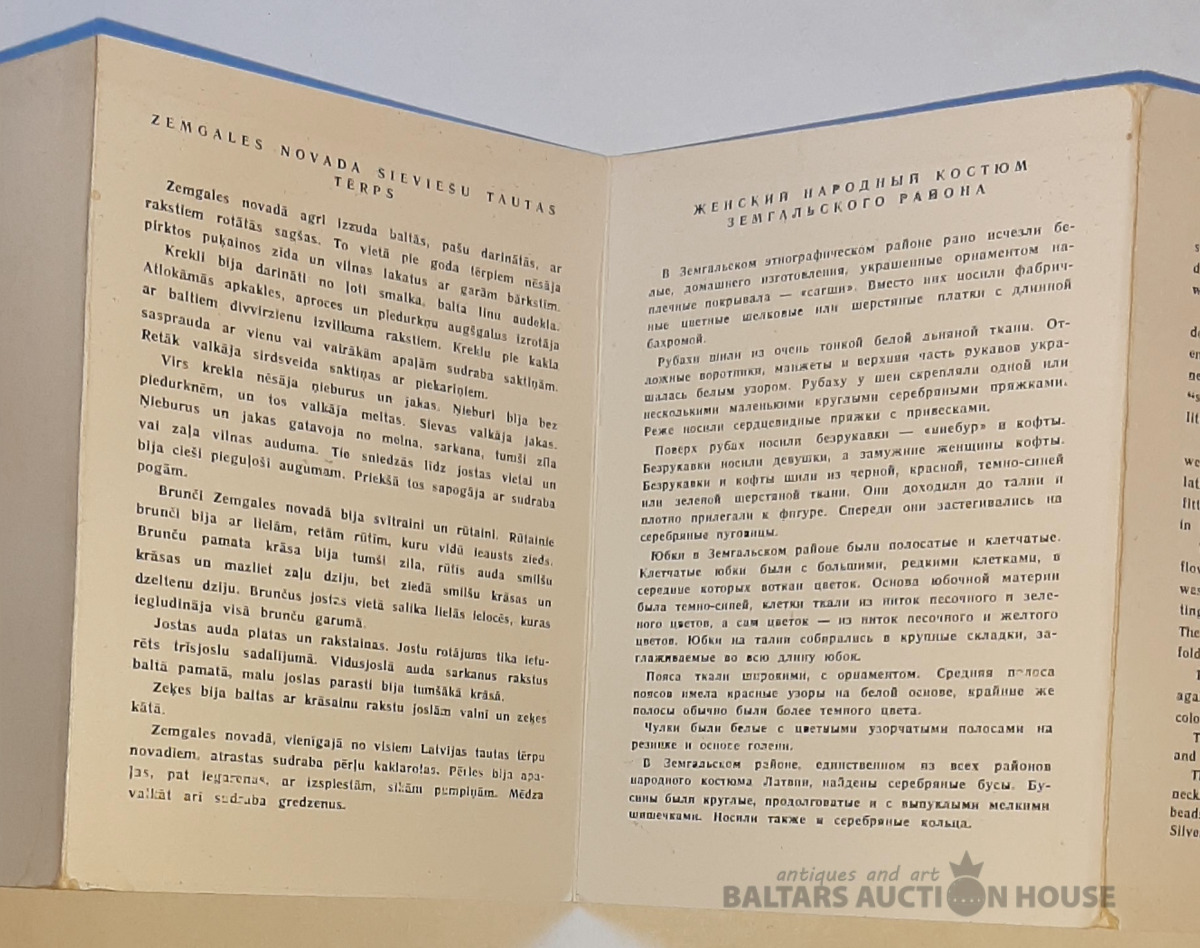 ZEMGALES NOVADA SIEVIEŠU TAUTAS
TĒRPS
Zemgales novadā agri izzuda baltās, pašu darinātās, ar
rakstiem rotātās sagšas. To vietā pie goda tērpiem nēsāja
pirktos puķainos zīda un vilnas lakatus ar garām bārkstīm.
Krekli bija darināti no ļoti smalka, balta linu audekla.
Atlokāmās apkakles, aproces un piedurkņu augšgalus izrotāja
ar baltiem divvirzienu izvilkuma rakstiem. Kreklu pie kakla
sasprauda ar vienu vai vairākām apaļām sudraba saktiņām.
Retāk valkāja sirdsveida saktiņas ar piekariņiem.
Virs krekla nēsāja ņieburus un jakas. Ņieburi bija bez
piedurknēm, un tos valkāja meitas. Sievas valkāja jakas.
Ņieburus un jakas gatavoja no melna, sarkana, tumši zila
vai zaļa vilnas auduma. Tie sniedzās līdz jostas vietai un
bija cieši pieguļoši augumam. Priekšā tos sapogāja ar sudraba
pogām.
Brunči Zemgales novadā bija svītraini un rūtaini. Rūtainie
brunči bija ar lielām, retām rūtīm, kuru vidū ieausts zieds.
Brunču pamata krāsa bija tumši zila, rūtis auda smilšu
krāsas un mazliet zaļu dziju, bet ziedā smilšu krāsas un
dzeltenu dziju. Brunčus jostas vietā salika lielās ielocēs, kuras
iegludināja visā brunču garumā.
Jostas auda platas un rakstainas. Jostu rotājums tika ietu-
rēts trīsjoslu sadalījumā. Vidusjoslā auda sarkanus rakstus
baltā pamatā, malu joslas parasti bija tumšākā krāsā.
Zeķes bija baltas ar krāsainu rakstu joslām valnī un zeķes
kātā.
Zemgales novadā, vienīgajā no visiem Latvijas tautas tērpu
novadiem, atrastas sudraba pērļu kaklarotas. Pērles bija apa-
ļas, pat iegarenas, ar izspiestām, sīkām pumpiņām. Mēdza
valkāt arī sudraba gredzenus.
ЖЕНСКИЙ НАРОДНЫЙ КОСТЮМ
ЗЕМГАЛЬСКОГО РАЙОНА
В Земгальском этнографическом районе рано исчезли бе-
лые, домашнего изготовления, украшенные орнаментом на-
плечные покрывала — «сагши». Вместо них носили фабрич-
ные цветные шелковые или шерстяные платки с длинной
бахромой.
Рубахи шили из очень тонкой белой льняной ткани. От-
ложные воротники, манжеты и верхняя часть рукавов укра-
шалась белым узором. Рубаху у шеи скрепляли одной или
несколькими маленькими круглыми серебряными пряжками.
Реже носили сердцевидные пряжки с привесками.
Поверх рубах носили безрукавки — «ниебур» и кофты.
Безрукавки носили девушки, а замужние женщины кофты.
Безрукавки и кофты шили из черной, красной, темно-синей
или зеленой шерстяной ткани. Они доходили до талии и
плотно прилегали к фигуре. Спереди они застегивались на
серебряные пуговицы.
Юбки в Земгальском районе были полосатые и клетчатые.
Клетчатые юбки были с большими, редкими клетками, в
середине которых воткан цветок. Основа юбочной материи
была темно-синей, клетки ткали из ниток песочного и зеле-
ного цветов, а сам цветок — из ниток песочного и желтого
цветов. Юбки на талии собирались в крупные складки, за-
глаживаемые во всю длину юбок.
Пояса ткали широкими, с орнаментом. Средняя полоса
поясов имела красные узоры на белой основе, крайние же
полосы обычно были более темного цвета.
Чулки были белые с цветными узорчатыми полосами на
резинке и основе голени.
В Земгальском районе, единственном из всех районов
народного костюма Латвии, найдены серебряные бусы. Бу-
сины были круглые, продолговатые и с выпуклыми мелкими
шишечками. Носили также и серебряные кольца.
antiques and art
BALTARS AUCTION HOUSE